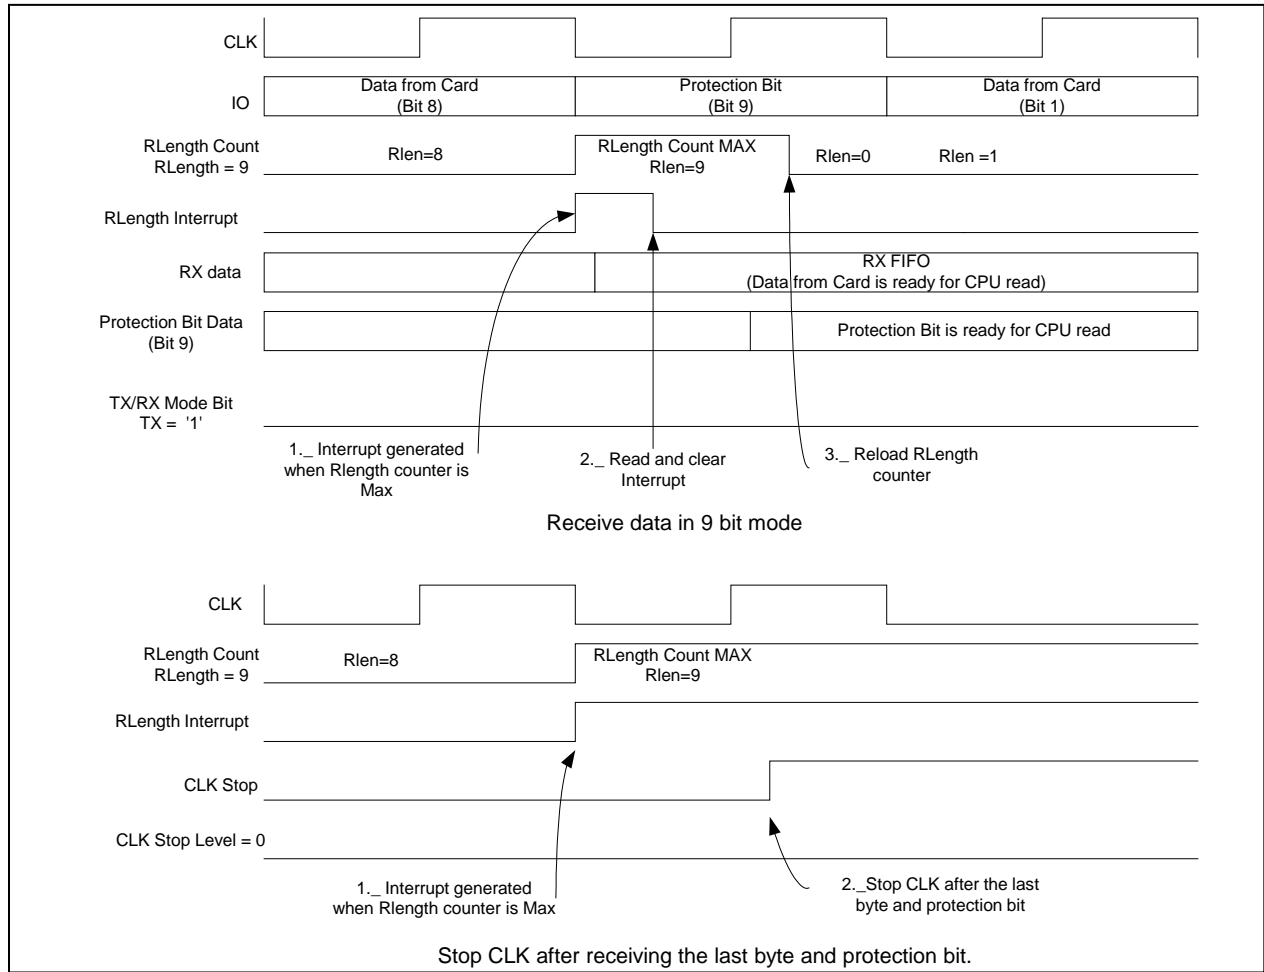 CLK
IO
Data from Card
(Bit 8)
Protection Bit
(Bit 9)
Data from Card
(Bit 1)
RLength Count
RLength = 9
Rlen=8
RLength Count MAX
Rlen=9
Rlen=0
Rlen =1
RLength Interrupt
RX data
RX FIFO
(Data from Card is ready for CPU read)
Protection Bit Data
(Bit 9)
Protection Bit is ready for CPU read
TX/RX Mode Bit
TX = '1'
1._ Interrupt generated
when Rlength counter is
Max
2._ Read and clear
Interrupt
3._ Reload RLength
counter
Receive data in 9 bit mode
CLK
RLength Count
RLength = 9
Rlen=8
RLength Count MAX
Rlen=9
RLength Interrupt
CLK Stop
CLK Stop Level = 0
1._ Interrupt generated
when Rlength counter is Max
2._Stop CLK after the last
byte and protection bit
Stop CLK after receiving the last byte and protection bit.